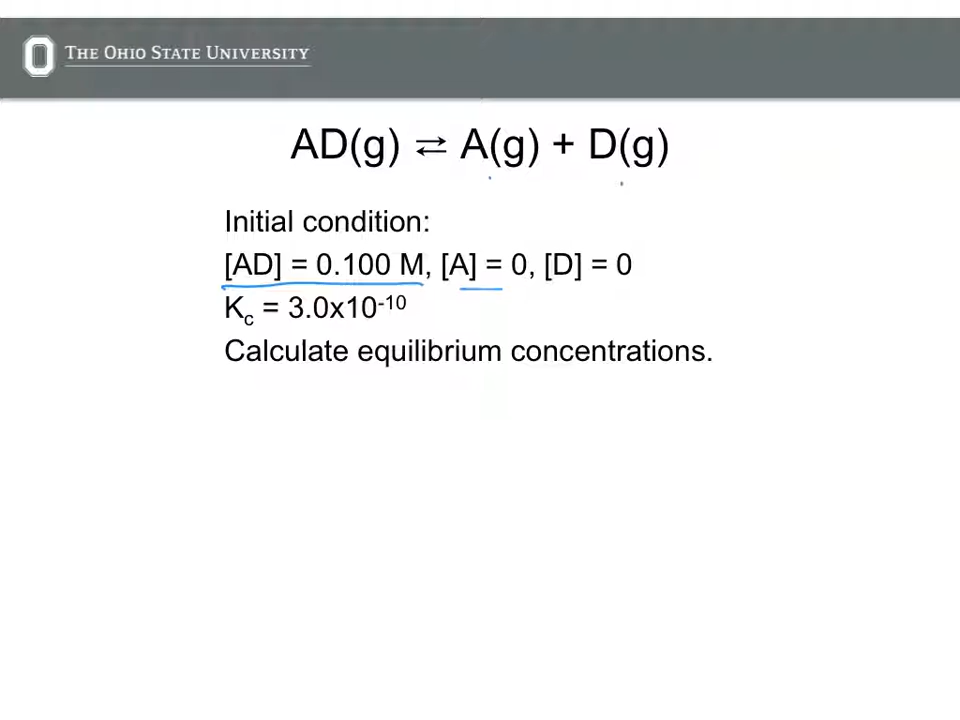 THE OHIO STATE UNIVERSITY
AD(g) ⇌ A(g) + D(g)
Initial condition:
[AD] = 0.100 M, [A] = 0, [D] = 0
Kc = 3.0x10⁻¹⁰
Calculate equilibrium concentrations.